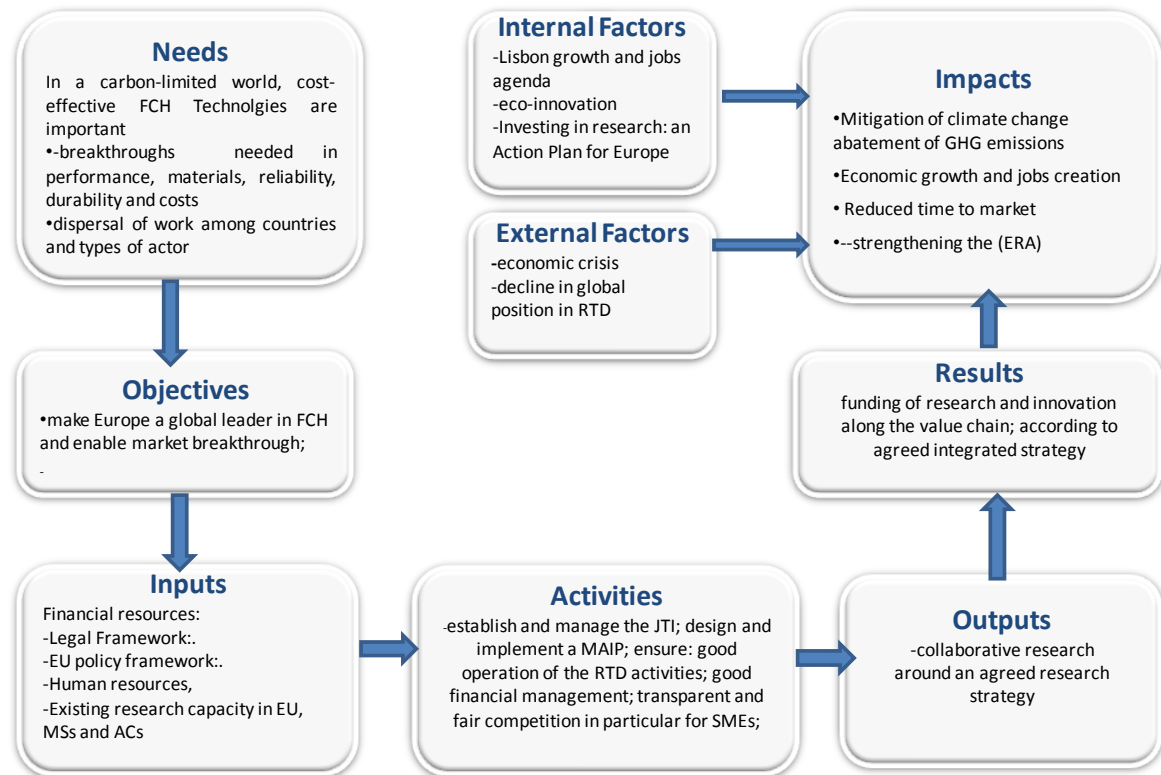 Needs
In a carbon-limited world, cost-
effective FCH Technolgies are
important
•-breakthroughs needed in
performance, materials, reliability,
durability and costs
•dispersal of work among countries
and types of actor
Objectives
•make Europe a global leader in FCH
and enable market breakthrough;
-
Inputs
Financial resources:
-Legal Framework:.
-EU policy framework:.
-Human resources,
-Existing research capacity in EU,
MSs and ACs
Activities
-establish and manage the JTI; design and
implement a MAIP; ensure: good
operation of the RTD activities; good
financial management; transparent and
fair competition in particular for SMEs;
Outputs
-collaborative research
around an agreed research
strategy
Results
funding of research and innovation
along the value chain; according to
agreed integrated strategy
Internal Factors
-Lisbon growth and jobs
agenda
-eco-innovation
-Investing in research: an
Action Plan for Europe
External Factors
-economic crisis
-decline in global
position in RTD
Impacts
•Mitigation of climate change
abatement of GHG emissions
•Economic growth and jobs creation
• Reduced time to market
•--strengthening the (ERA)